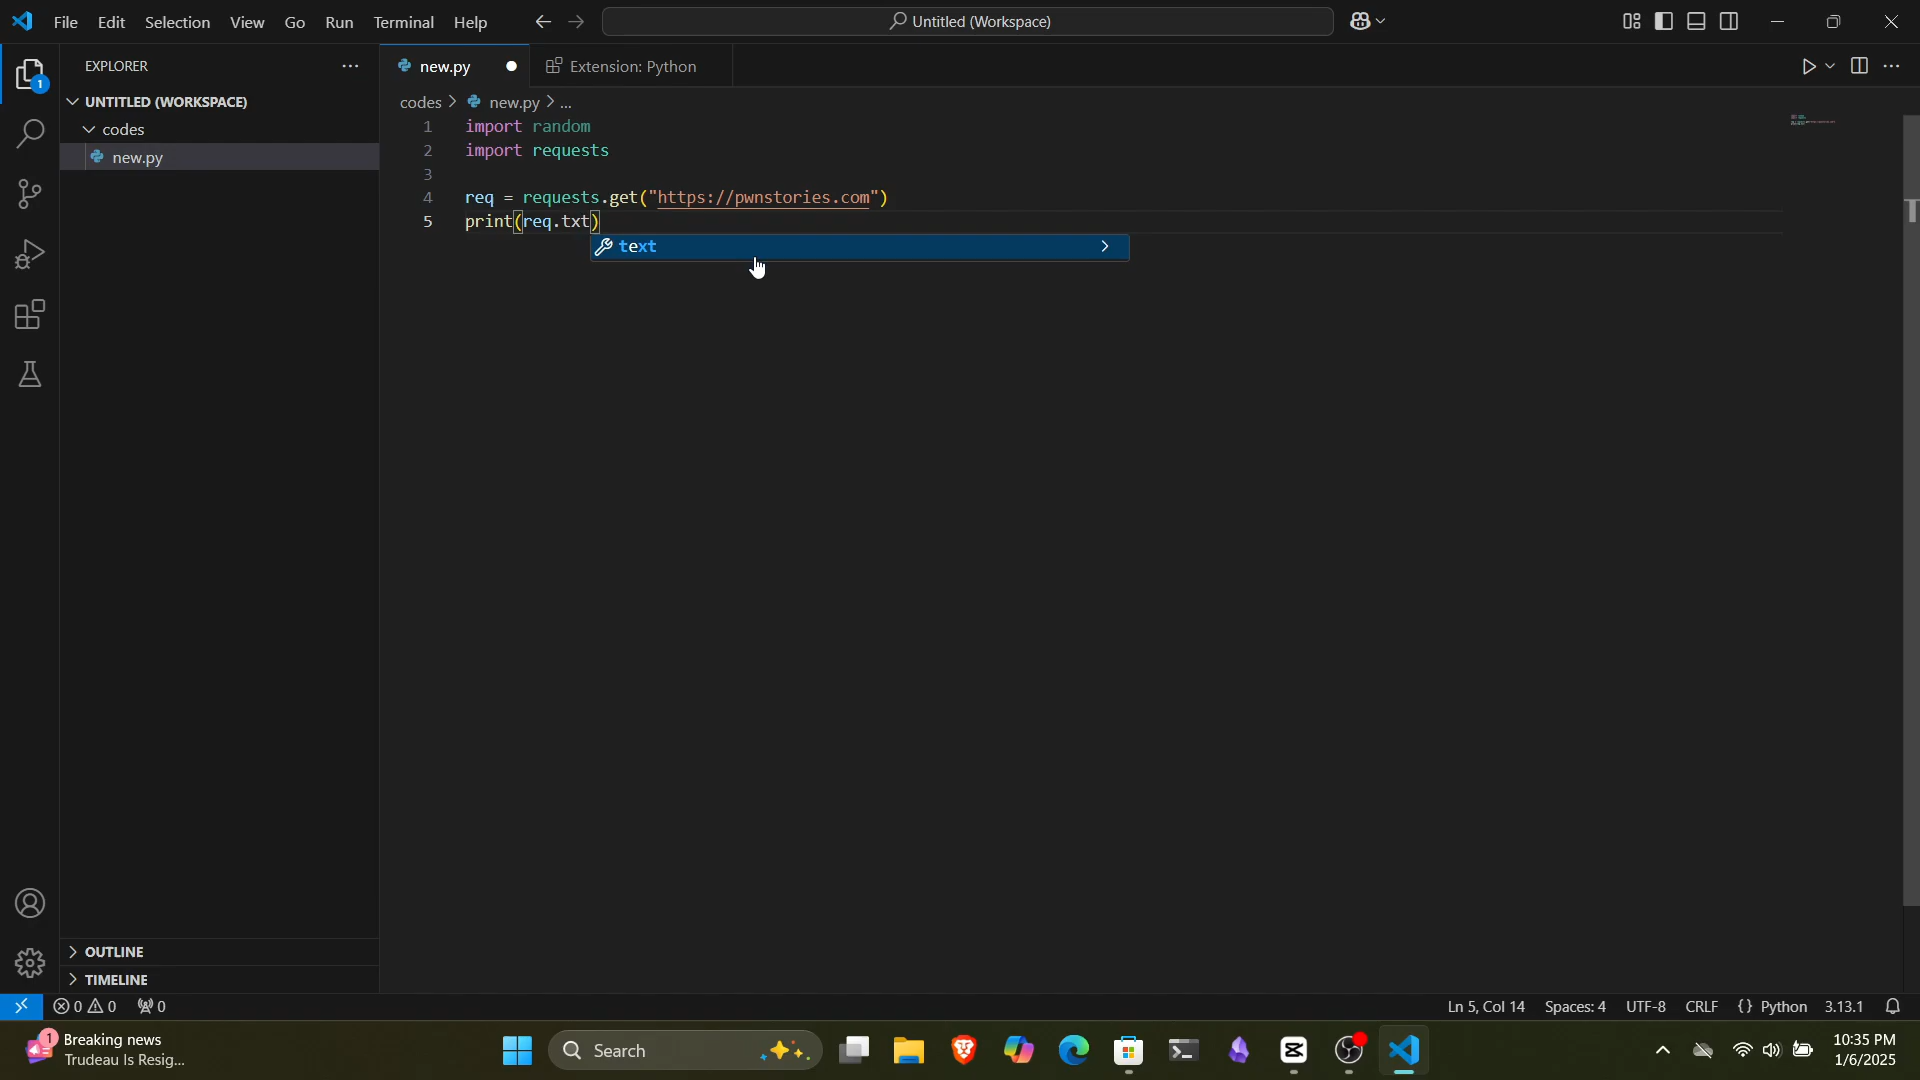 File Edit Selection View Go Run Terminal Help
Untitled (Workspace)
EXPLORER
1
UNTITLED (WORKSPACE)
codes
new.py
OUTLINE
TIMELINE
new.py
Extension: Python
codes > new.py > ...
1 import random
2 import requests
3
4 req = requests.get("https://pwnstories.com")
5 print(req.txt)
text
0 0 0
Ln 5, Col 14 Spaces: 4 UTF-8 CRLF {} Python 3.13.1
1
Breaking news
Trudeau Is Resig...
Search
10:35 PM
1/6/2025